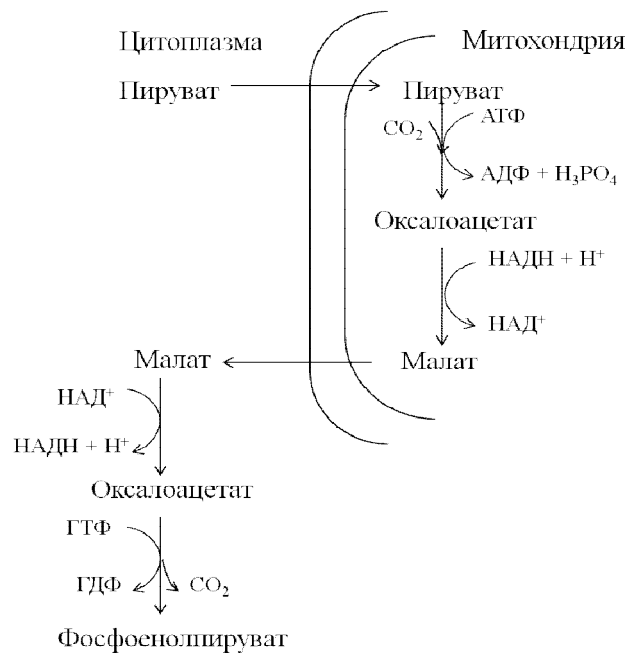 Цитоплазма
Митохондрия
Пируват
Пируват
CO₂
АТФ
АДФ + H₃PO₄
Оксалоацетат
НАДН + H⁺
НАД⁺
Малат
Малат
НАД⁺
НАДН + H⁺
Оксалоацетат
ГТФ
ГДФ
CO₂
Фосфоенолпируват